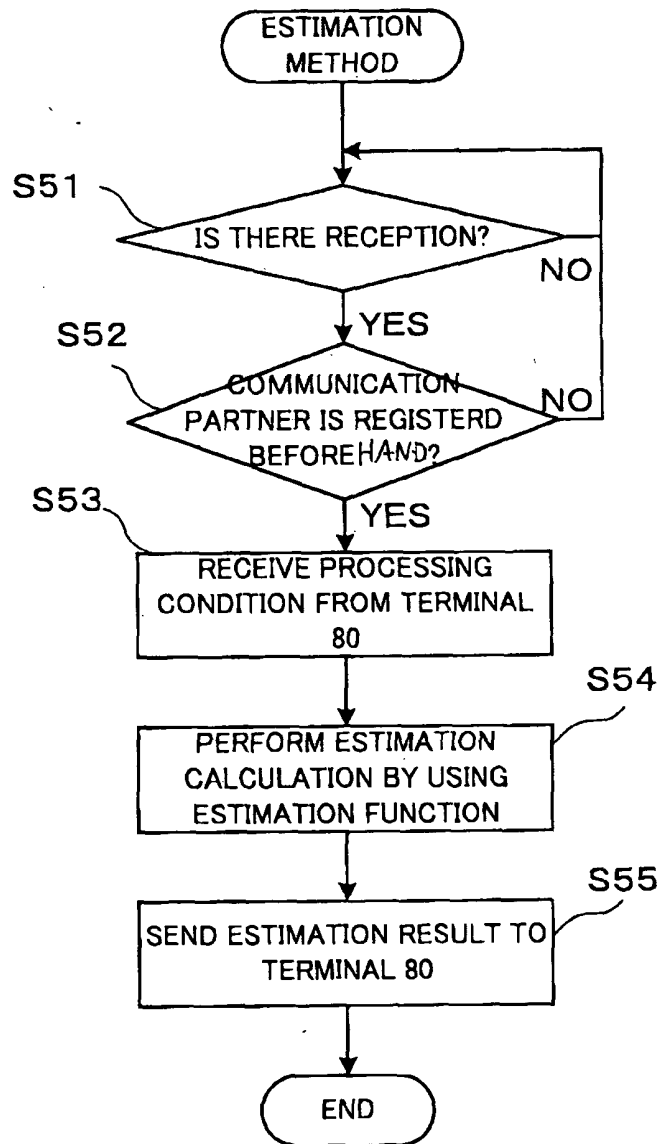 ESTIMATION
METHOD
S51
IS THERE RECEPTION?
NO
YES
S52
COMMUNICATION
PARTNER IS REGISTERD
BEFOREHAND?
NO
YES
S53
RECEIVE PROCESSING
CONDITION FROM TERMINAL
80
S54
PERFORM ESTIMATION
CALCULATION BY USING
ESTIMATION FUNCTION
S55
SEND ESTIMATION RESULT TO
TERMINAL 80
END